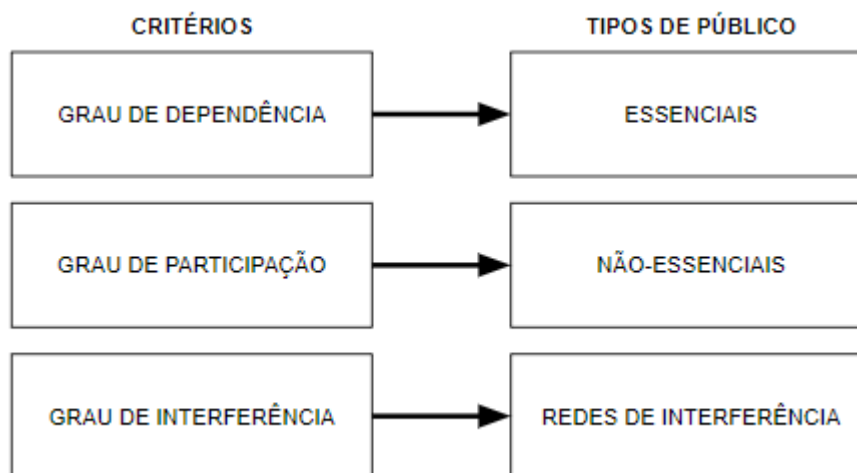 CRITÉRIOS
TIPOS DE PÚBLICO
GRAU DE DEPENDÊNCIA
ESSENCIAIS
GRAU DE PARTICIPAÇÃO
NÃO-ESSENCIAIS
GRAU DE INTERFERÊNCIA
REDES DE INTERFERÊNCIA